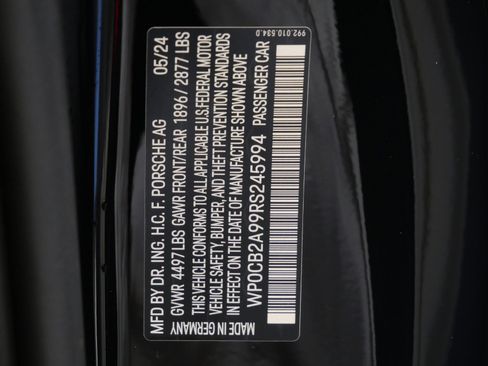 MFD BY DR. ING. H.C. F. PORSCHE AG 05/24
GVWR 4497 LBS GAWR FRONT/REAR 1896/2877 LBS
THIS VEHICLE CONFORMS TO ALL APPLICABLE U.S. FEDERAL MOTOR
VEHICLE SAFETY, BUMPER, AND THEFT PREVENTION STANDARDS
IN EFFECT ON THE DATE OF MANUFACTURE SHOWN ABOVE
WP0CB2A99RS245994 PASSENGER CAR
MADE IN GERMANY
992.010.534.0